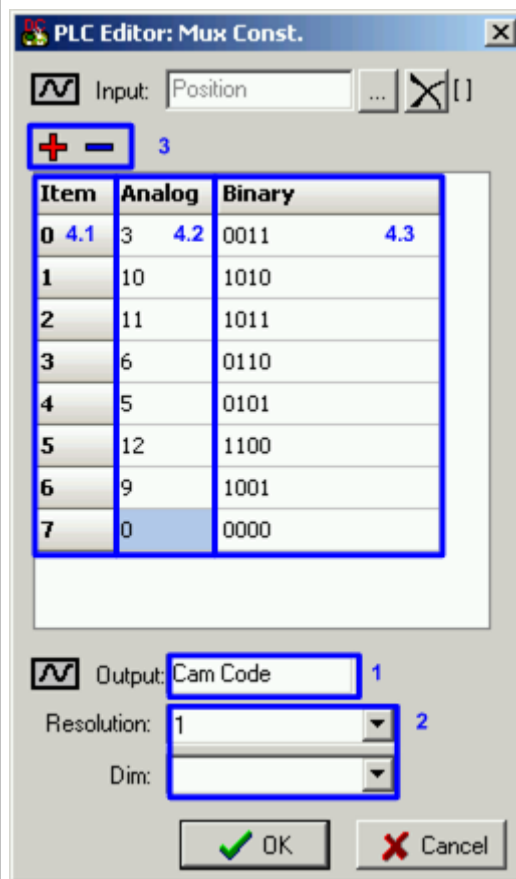 PLC Editor: Mux Const.
Input: Position ... [ ]
3
Item Analog Binary
0 4.1 3 4.2 0011 4.3
1 10 1010
2 11 1011
3 6 0110
4 5 0101
5 12 1100
6 9 1001
7 0 0000
Output: Cam Code 1
Resolution: 1 2
Dim:
OK Cancel